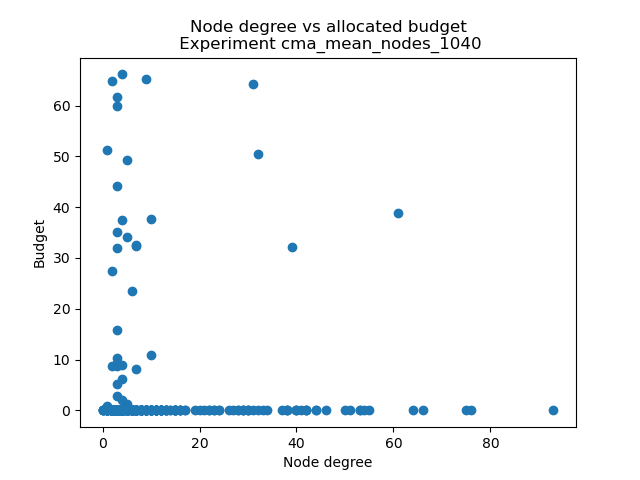 Node degree vs allocated budget
Experiment cma_mean_nodes_1040
Budget
60
50
40
30
20
10
0
0 20 40 60 80
Node degree